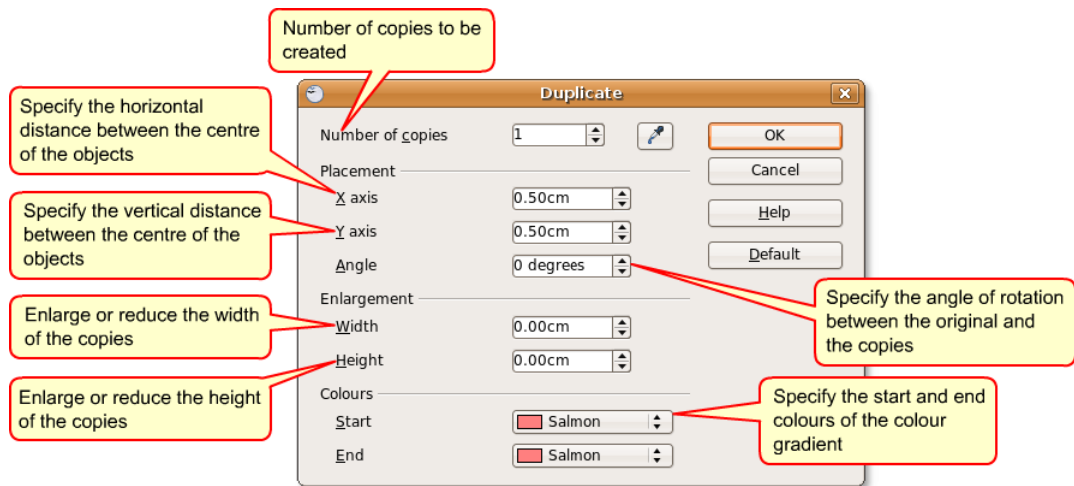 Number of copies to be
created
Specify the horizontal
distance between the centre
of the objects
Specify the vertical distance
between the centre of the
objects
Enlarge or reduce the width
of the copies
Enlarge or reduce the height
of the copies
Duplicate
Number of copies 1 OK
Placement Cancel
X axis 0.50cm
Help
Y axis 0.50cm
Default
Angle 0 degrees
Enlargement
Width 0.00cm
Height 0.00cm
Colours
Start Salmon
End Salmon
Specify the angle of rotation
between the original and
the copies
Specify the start and end
colours of the colour
gradient